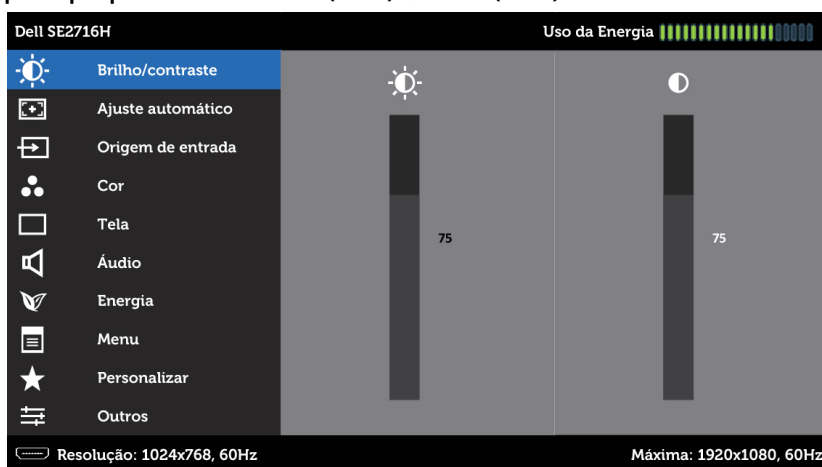 Dell SE2716H
Uso da Energia
Brilho/contraste
Ajuste automático
Origem de entrada
Cor
Tela
Áudio
Energia
Menu
Personalizar
Outros
75
75
Resolução: 1024x768, 60Hz
Máxima: 1920x1080, 60Hz